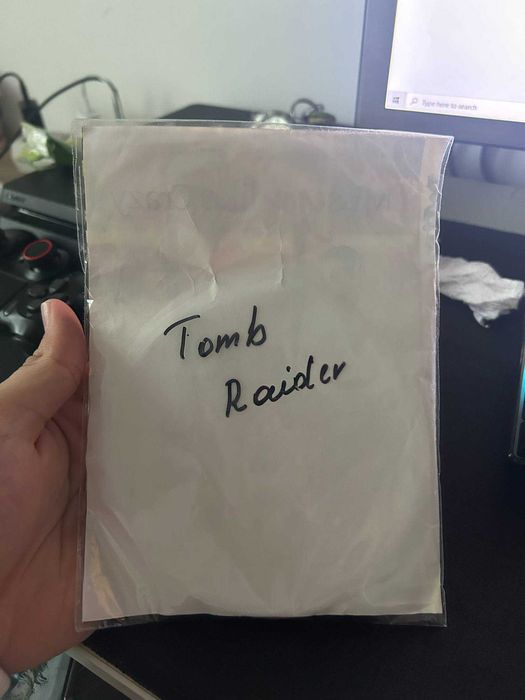 Type here to search
Tomb
Raider